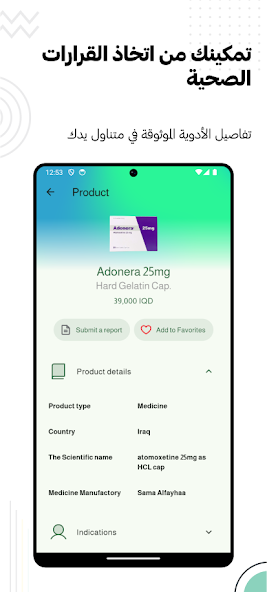 تمكينك من اتخاذ القرارات
الصحية
تفاصيل الأدوية الموثوقة في متناول يدك
12:53
Product
Adonera 25mg
Adonera 25mg
Hard Gelatin Cap.
39,000 IQD
Submit a report
Add to Favorites
Product details
Product type Medicine
Country Iraq
The Scientific name atomoxetine 25mg as
HCL cap
Medicine Manufactory Sama Alfayhaa
Indications